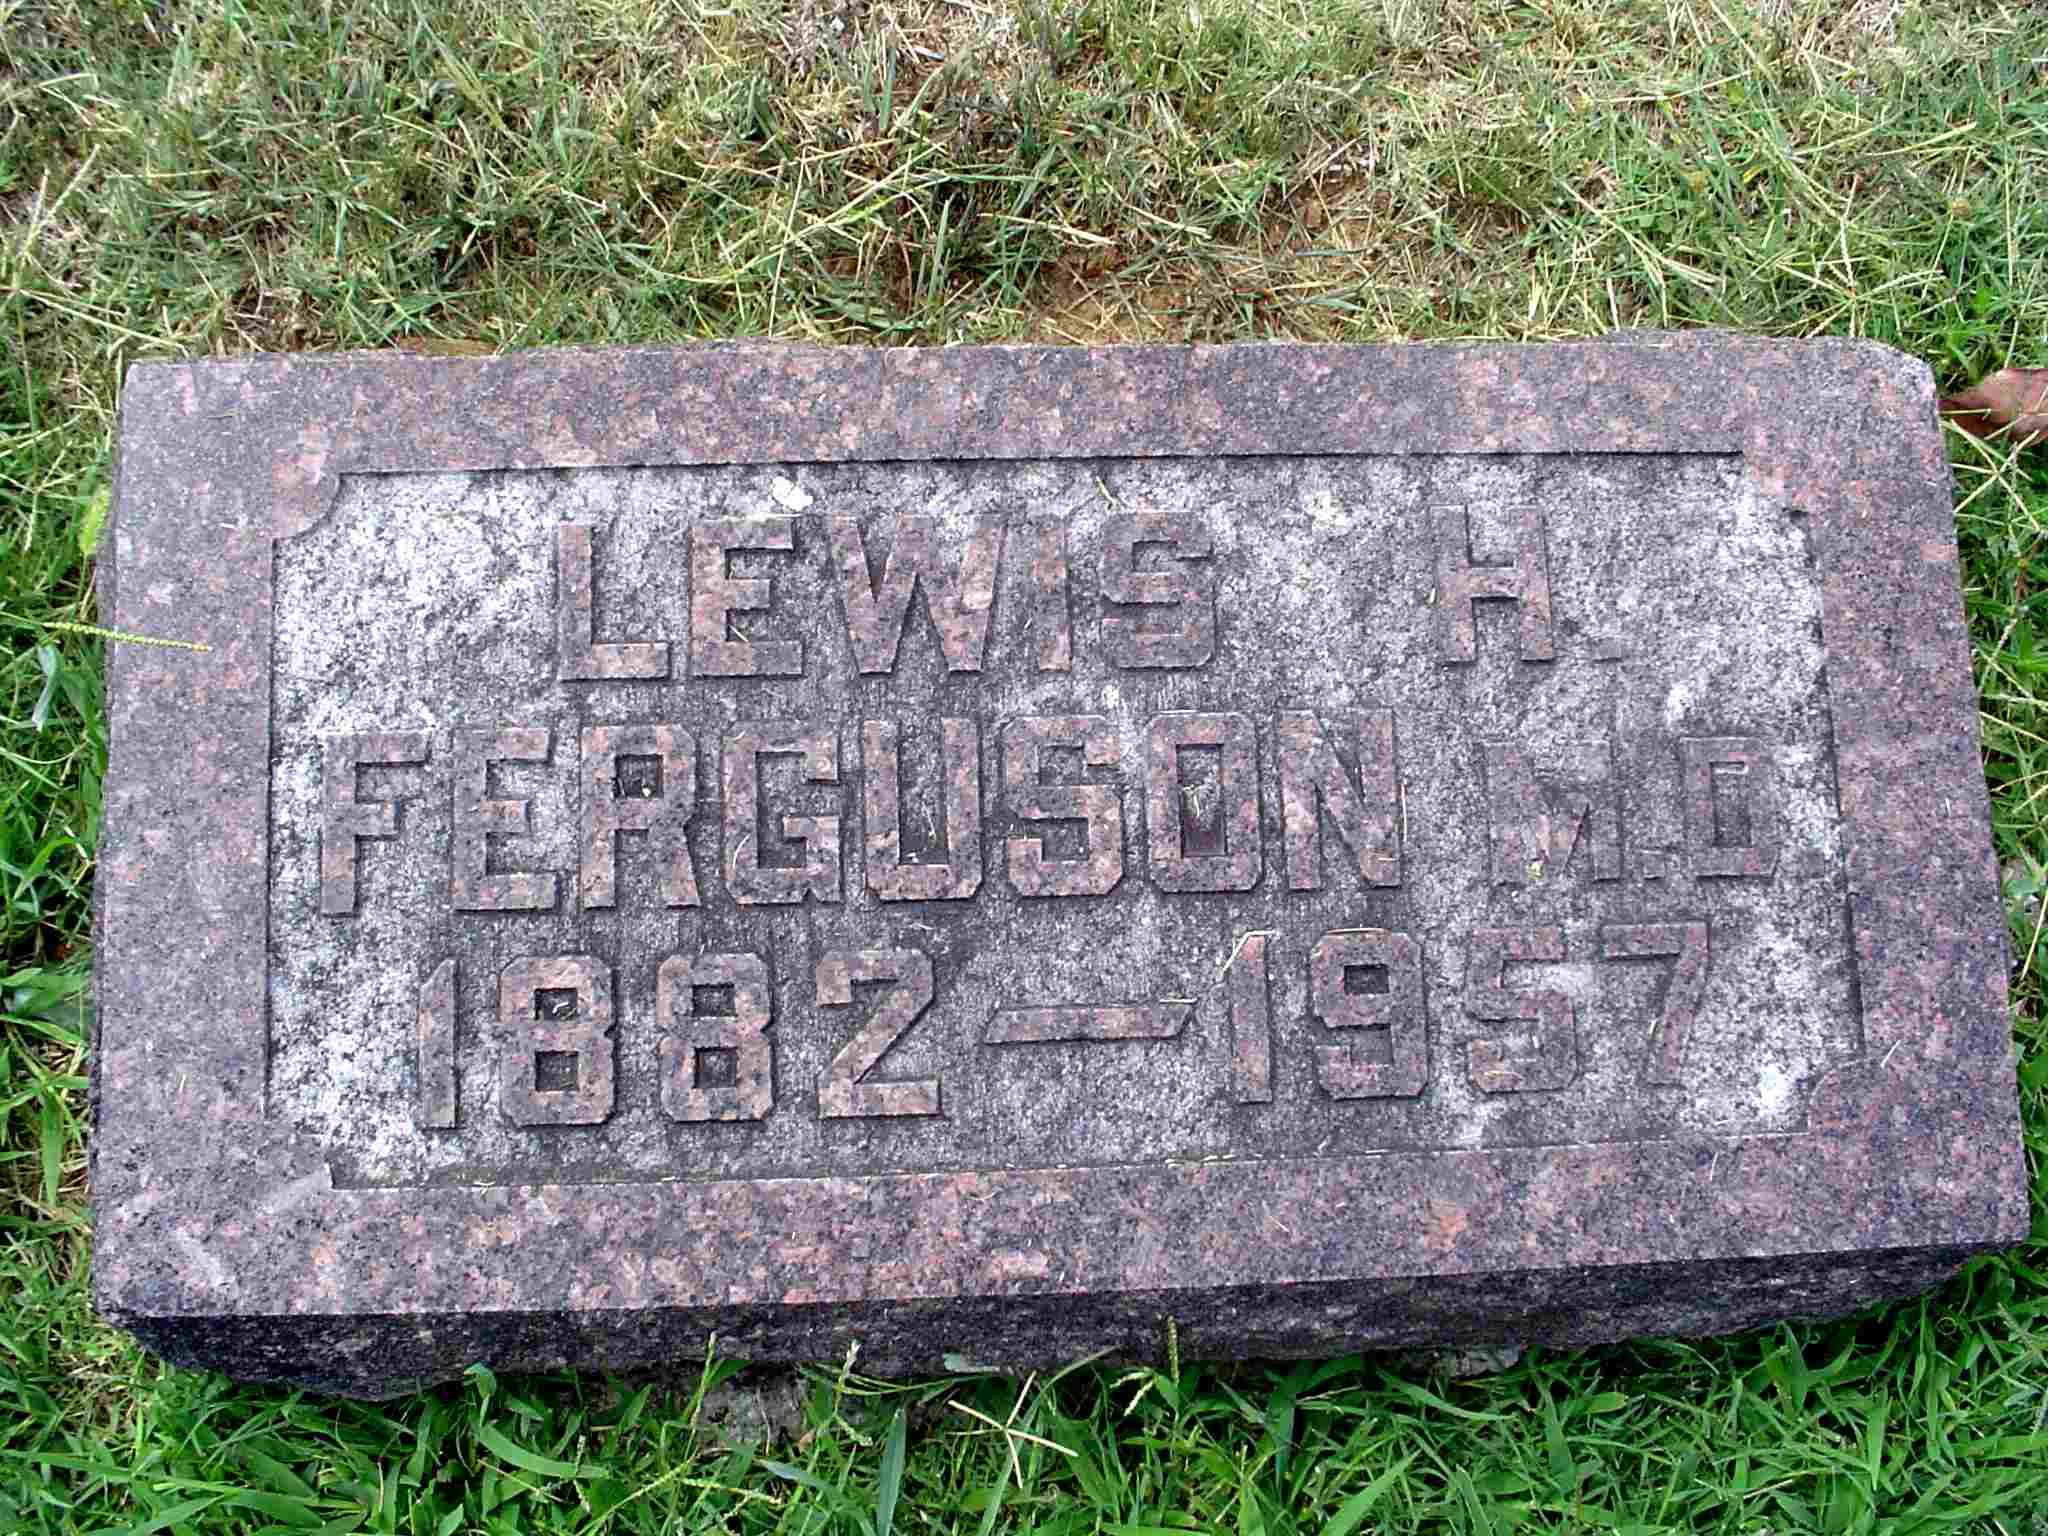 LEWIS H.
FERGUSON M.D
1882—1957